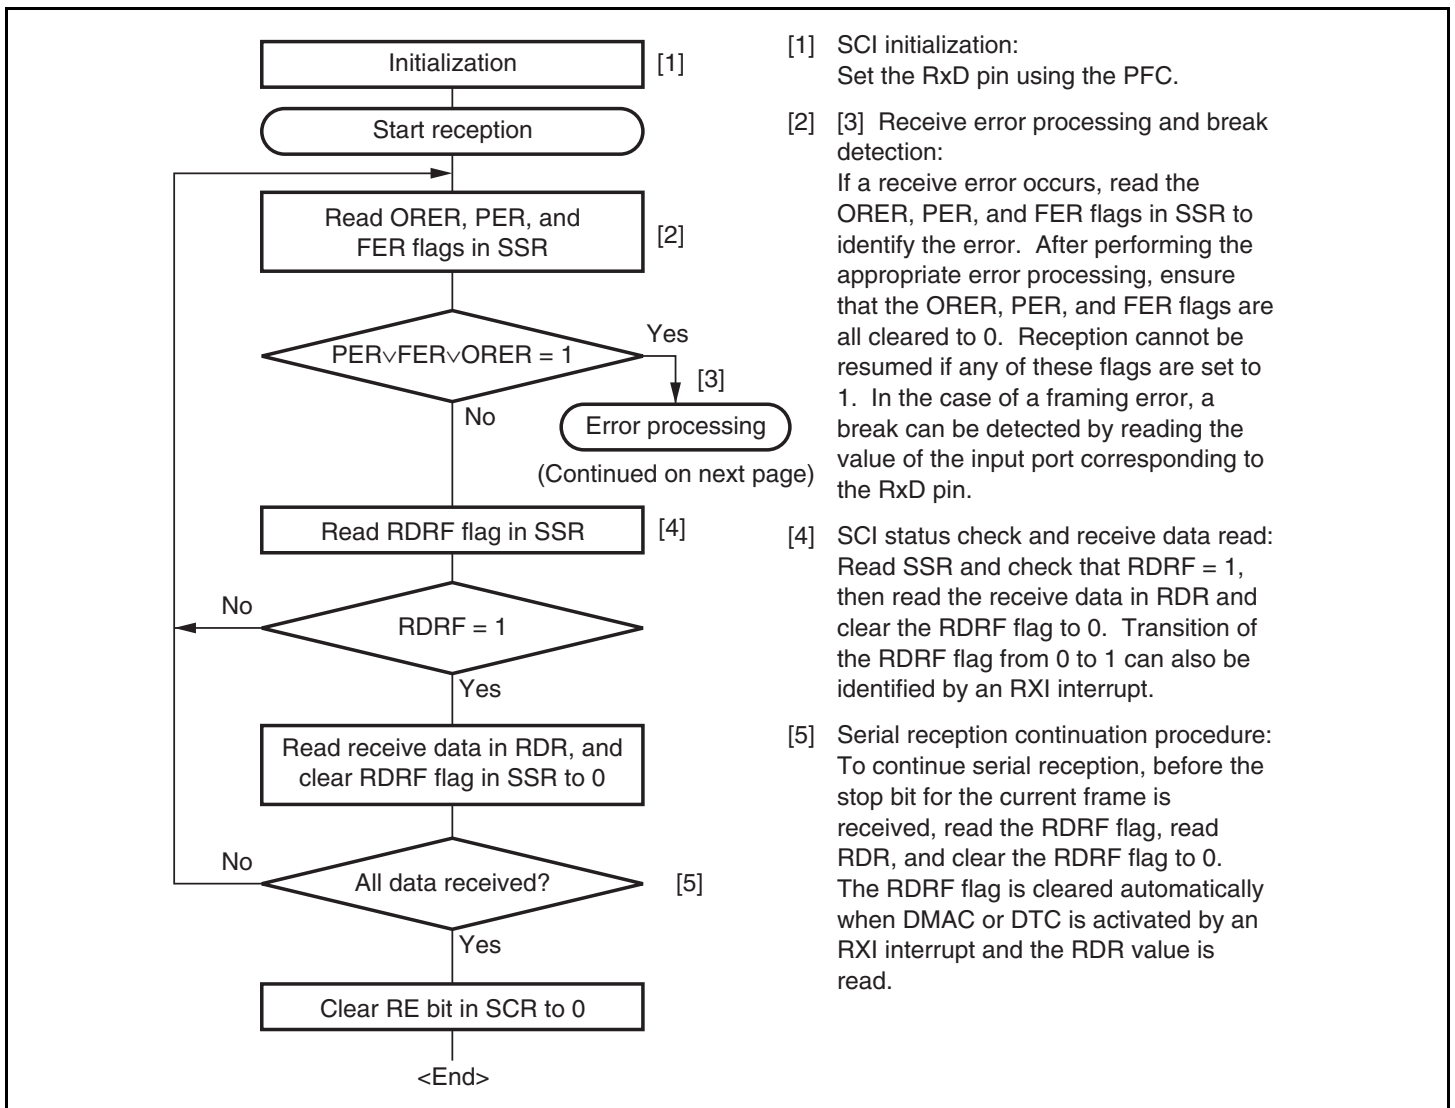 Initialization
[1]
Start reception
Read ORER, PER, and
FER flags in SSR
[2]
PER∨FER∨ORER = 1
Yes
[3]
No
Error processing
(Continued on next page)
Read RDRF flag in SSR
[4]
No
RDRF = 1
Yes
Read receive data in RDR, and
clear RDRF flag in SSR to 0
No
All data received?
[5]
Yes
Clear RE bit in SCR to 0
<End>
[1] SCI initialization:
Set the RxD pin using the PFC.
[2] [3] Receive error processing and break
detection:
If a receive error occurs, read the
ORER, PER, and FER flags in SSR to
identify the error. After performing the
appropriate error processing, ensure
that the ORER, PER, and FER flags are
all cleared to 0. Reception cannot be
resumed if any of these flags are set to
1. In the case of a framing error, a
break can be detected by reading the
value of the input port corresponding to
the RxD pin.
[4] SCI status check and receive data read:
Read SSR and check that RDRF = 1,
then read the receive data in RDR and
clear the RDRF flag to 0. Transition of
the RDRF flag from 0 to 1 can also be
identified by an RXI interrupt.
[5] Serial reception continuation procedure:
To continue serial reception, before the
stop bit for the current frame is
received, read the RDRF flag, read
RDR, and clear the RDRF flag to 0.
The RDRF flag is cleared automatically
when DMAC or DTC is activated by an
RXI interrupt and the RDR value is
read.